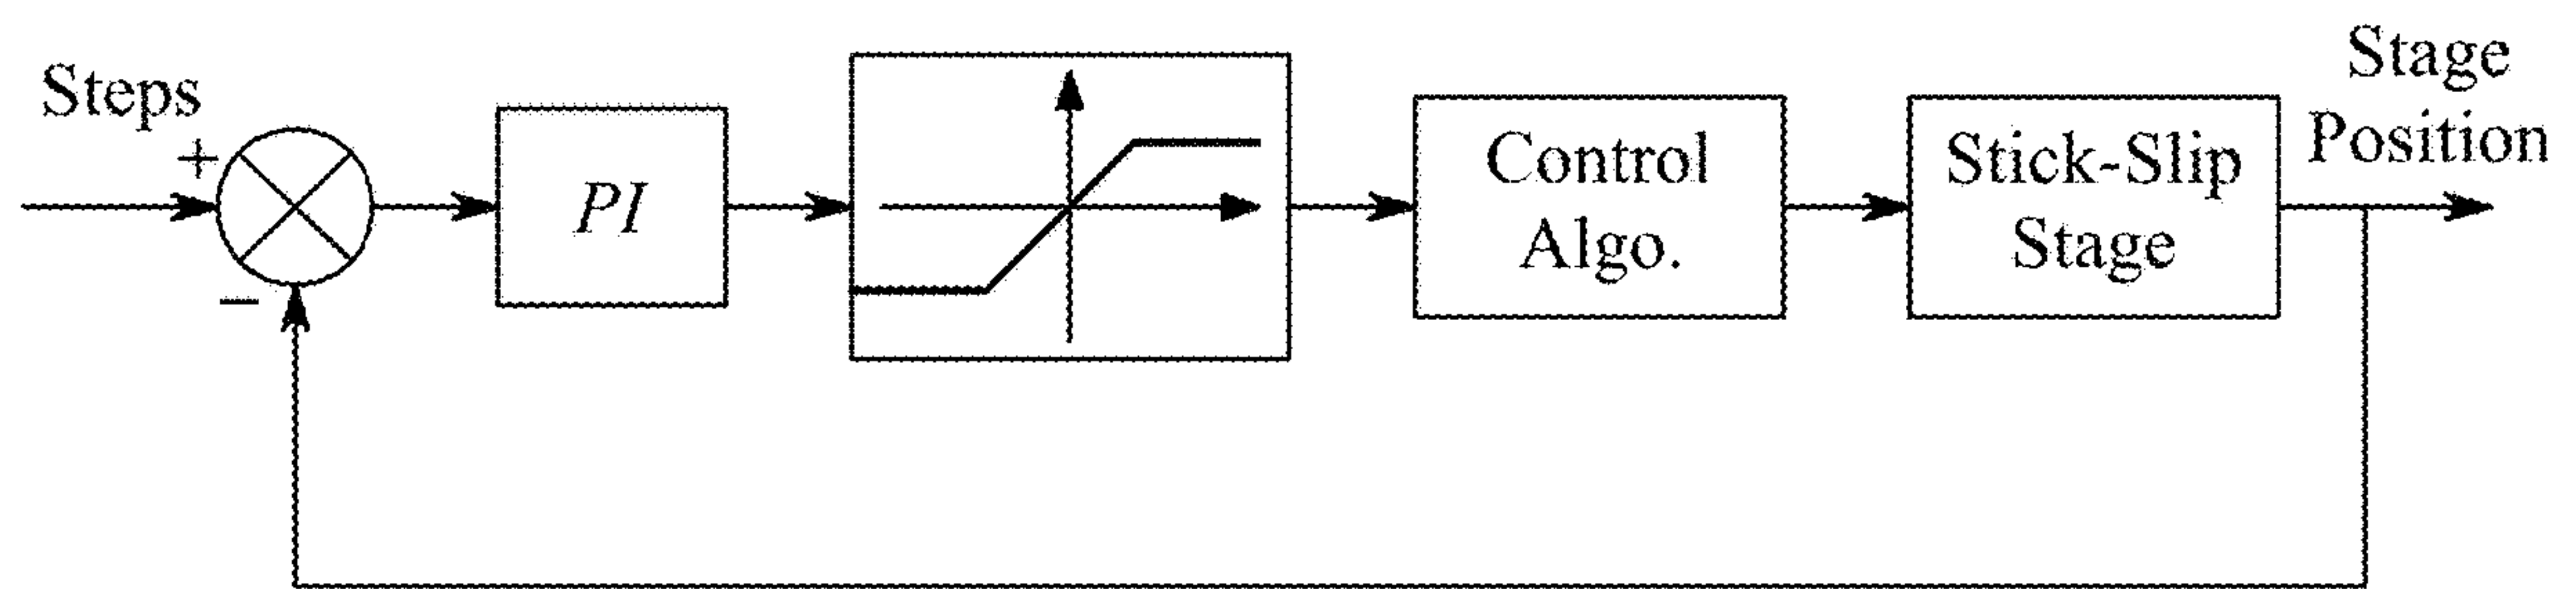 Steps
+
−
PI
Control
Algo.
Stick-Slip
Stage
Stage
Position